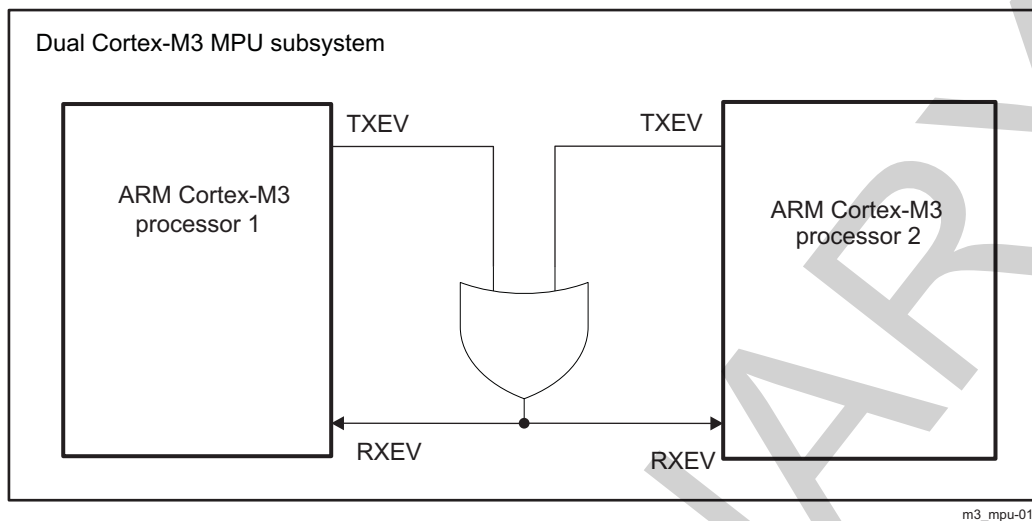 Dual Cortex-M3 MPU subsystem
TXEV
TXEV
ARM Cortex-M3
processor 1
ARM Cortex-M3
processor 2
RXEV
RXEV
m3_mpu-01